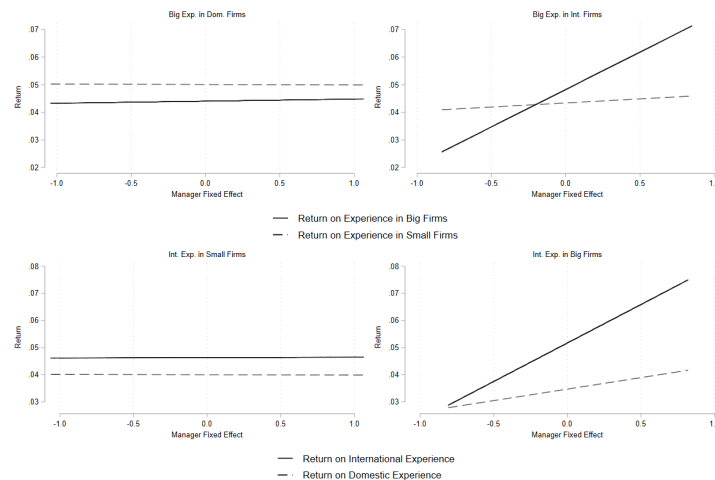 Big Exp. in Dom. Firms
Big Exp. in Int. Firms
.07
.06
.05
.04
.03
.02
Return
-1.0
-0.5
0.0
0.5
1.0
Manager Fixed Effect
.07
.06
.05
.04
.03
.02
Return
-1.0
-0.5
0.0
0.5
1.
Manager Fixed Effect
Return on Experience in Big Firms
Return on Experience in Small Firms
Int. Exp. in Small Firms
Int. Exp. in Big Firms
.08
.07
.06
.05
.04
.03
Return
-1.0
-0.5
0.0
0.5
1.0
Manager Fixed Effect
.08
.07
.06
.05
.04
.03
Return
-1.0
-0.5
0.0
0.5
1.
Manager Fixed Effect
Return on International Experience
Return on Domestic Experience